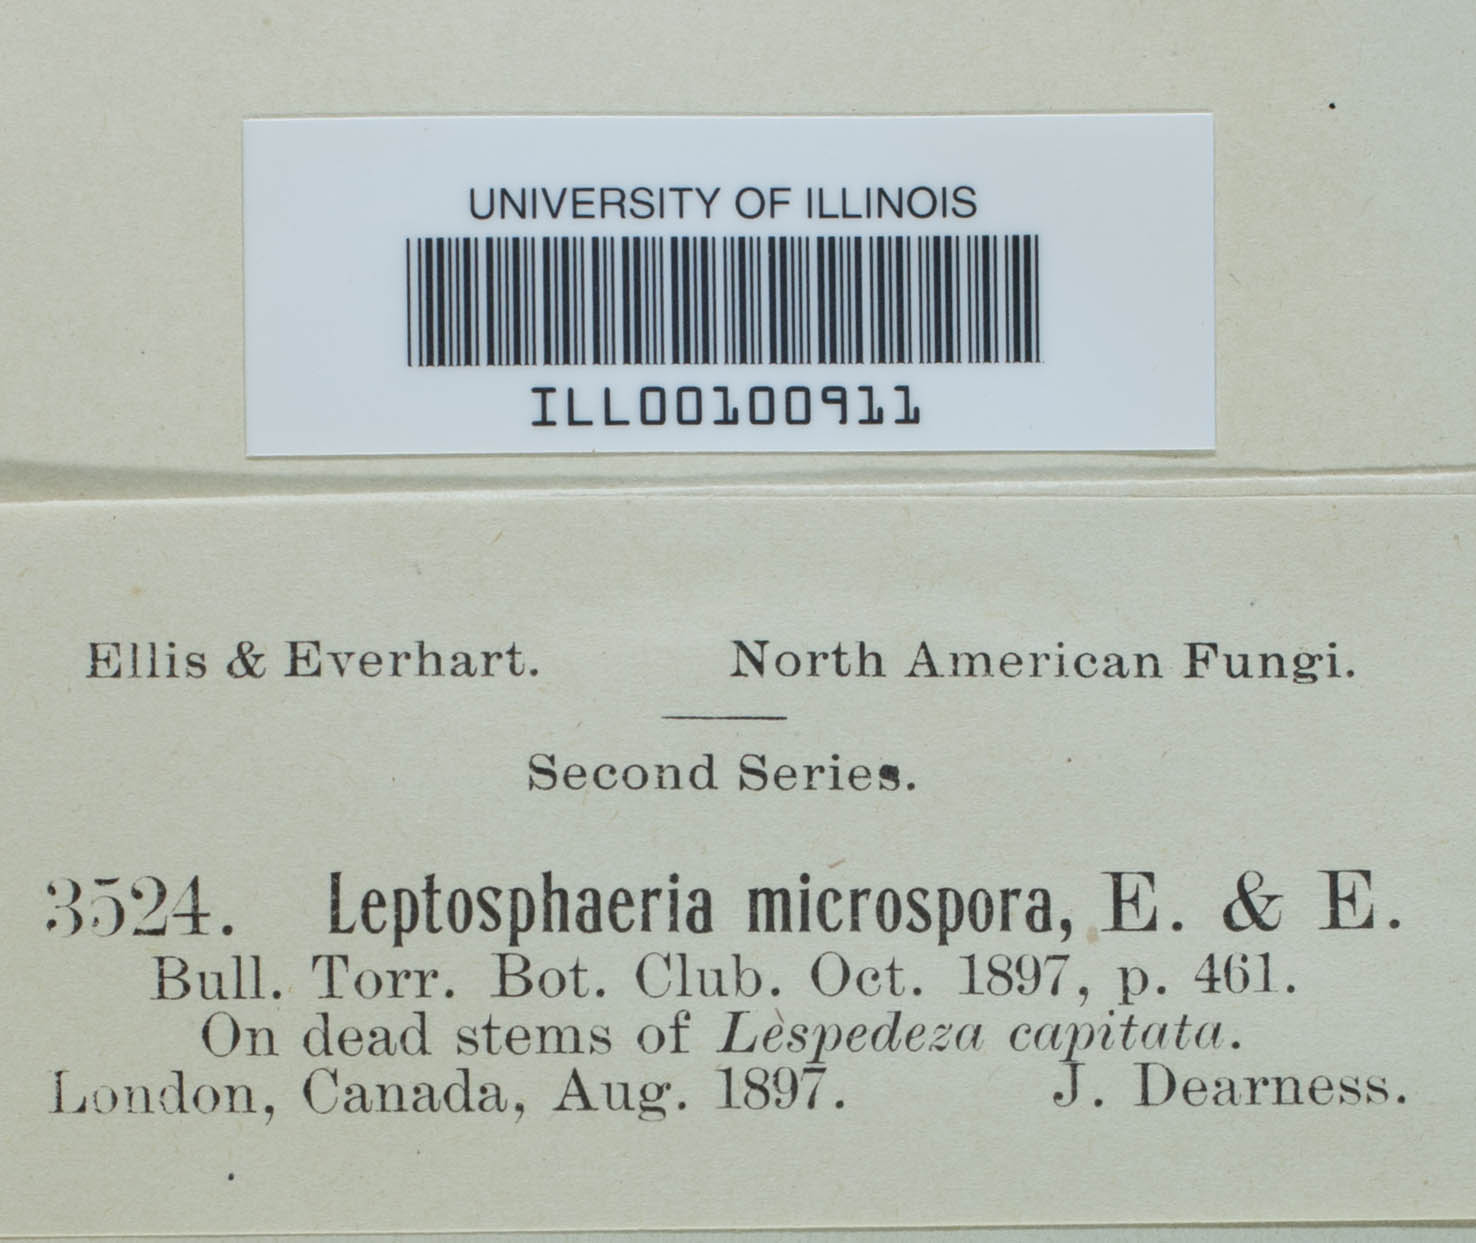 UNIVERSITY OF ILLINOIS
ILL00100911
Ellis & Everhart. North American Fungi.
Second Series.
3524. Leptosphaeria microspora, E. & E.
Bull. Torr. Bot. Club. Oct. 1897, p. 461.
On dead stems of Lespedeza capitata.
London, Canada, Aug. 1897. J. Dearness.